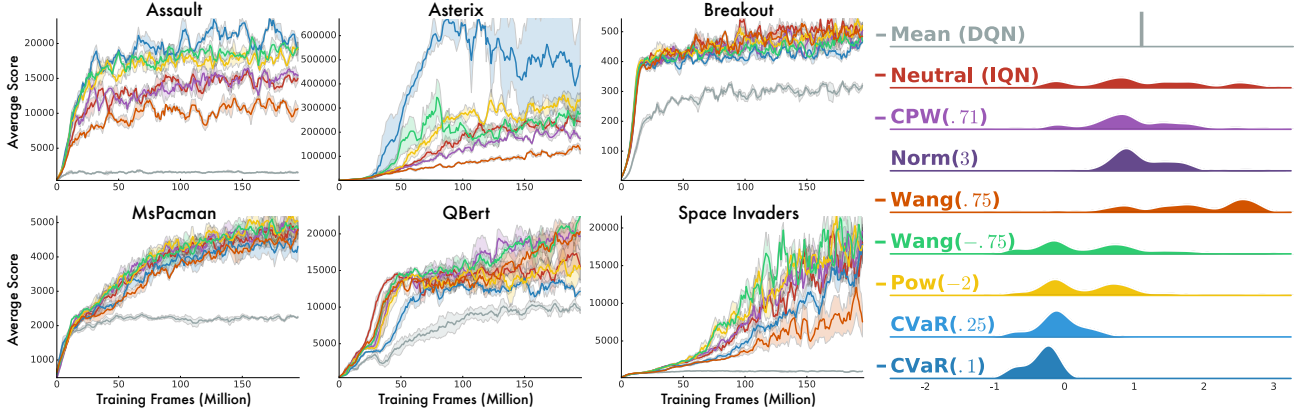 Assault
Average Score
20000
15000
10000
5000
0
50
100
150
Asterix
600000
500000
400000
300000
200000
100000
0
50
100
150
Breakout
500
400
300
200
100
0
50
100
150
MsPacman
Average Score
5000
4000
3000
2000
1000
0
50
100
150
Training Frames (Million)
QBert
20000
15000
10000
5000
0
50
100
150
Training Frames (Million)
Space Invaders
20000
15000
10000
5000
0
50
100
150
Training Frames (Million)
Mean (DQN)
Neutral (IQN)
CPW(.71)
Norm(3)
Wang(.75)
Wang(−.75)
Pow(−2)
CVaR(.25)
CVaR(.1)
-2
-1
0
1
2
3